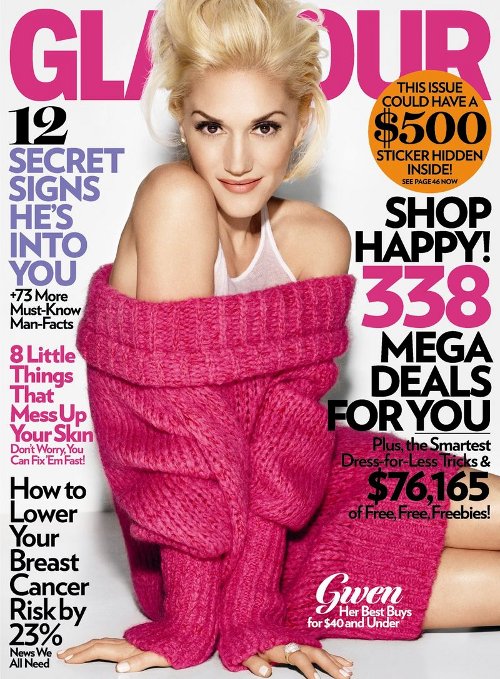 GLAMOUR
THIS ISSUE
COULD HAVE A
$500
STICKER HIDDEN
INSIDE!
SEE PAGE 46 NOW
12
SECRET
SIGNS
HE'S
INTO
YOU
+73 More
Must-Know
Man-Facts
8 Little
Things
That
Mess Up
Your Skin
Don't Worry, You
Can Fix 'Em Fast!
How to
Lower
Your
Breast
Cancer
Risk by
23%
News We
All Need
SHOP
HAPPY!
338
MEGA
DEALS
FOR YOU
Plus, the Smartest
Dress-for-Less Tricks &
$76,165
of Free, Free, Freebies!
Gwen
Her Best Buys
for $40 and Under